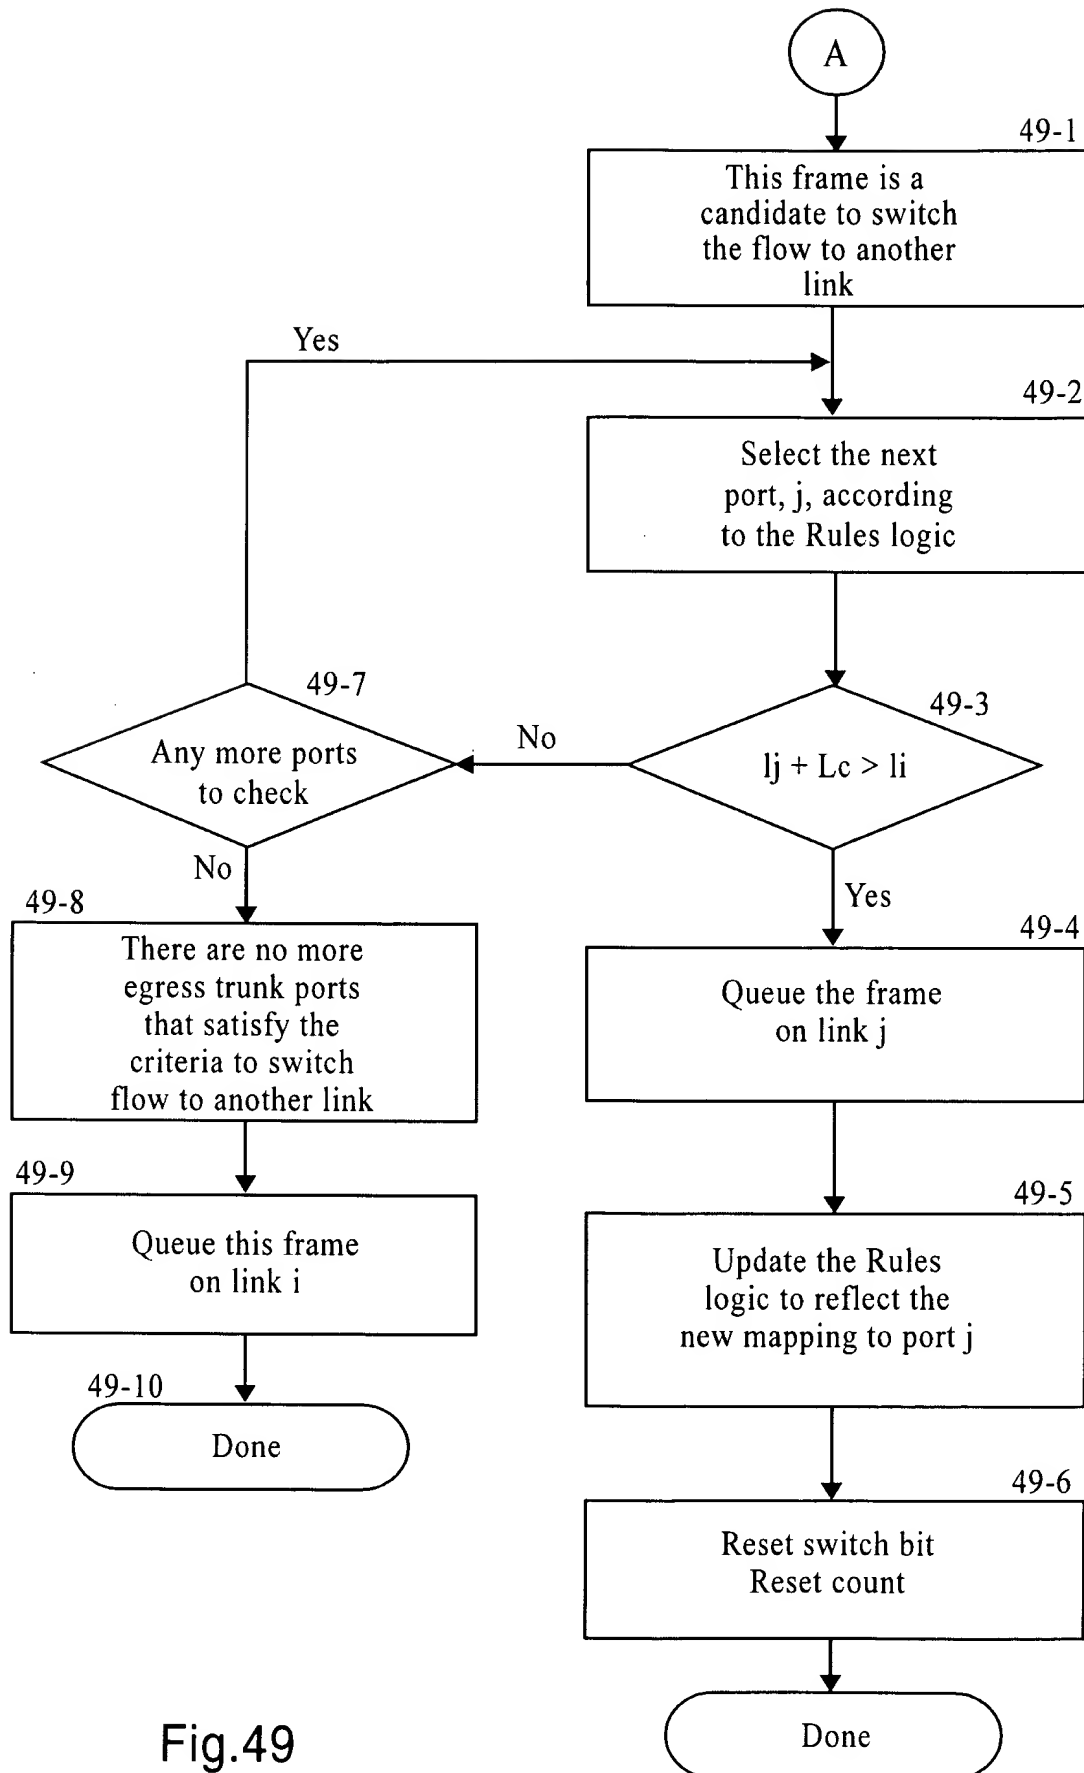 A
49-1
This frame is a
candidate to switch
the flow to another
link
Yes
49-2
Select the next
port, j, according
to the Rules logic
49-7
Any more ports
to check
No
49-3
lj + Lc > li
No
Yes
49-8
There are no more
egress trunk ports
that satisfy the
criteria to switch
flow to another link
49-4
Queue the frame
on link j
49-9
Queue this frame
on link i
49-5
Update the Rules
logic to reflect the
new mapping to port j
49-10
Done
49-6
Reset switch bit
Reset count
Done
Fig.49